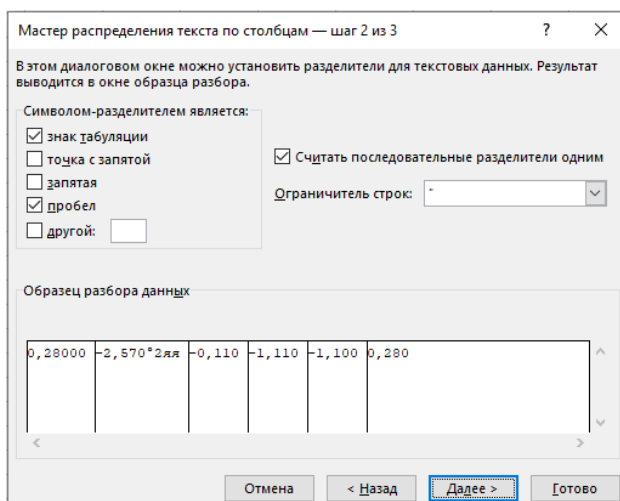 Мастер распределения текста по столбцам — шаг 2 из 3 ? ×
В этом диалоговом окне можно установить разделители для текстовых данных. Результат
выводится в окне образца разбора.
Символом-разделителем является:
знак табуляции
точка с запятой
запятая
пробел
другой:
Считать последовательные разделители одним
Ограничитель строк: "
Образец разбора данных
0,28000 -2,570°2яя -0,110 -1,110 -1,100 0,280
Отмена < Назад Далее > Готово